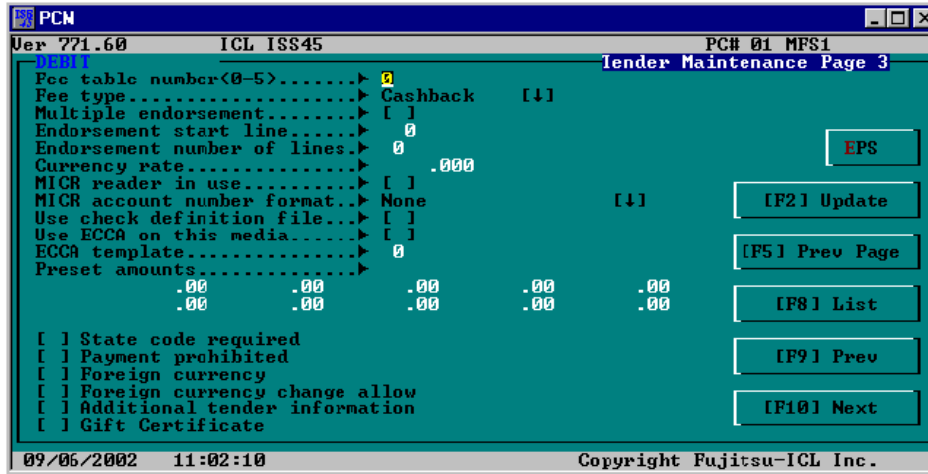 ISS 45 PCN
Ver 771.60 ICL ISS45 PC# 01 MFS1
DEBIT Tender Maintenance Page 3
Fee table number<0-5>.......► 0
Fee type....................► Cashback [↓]
Multiple endorsement........► [ ]
Endorsement start line......► 0
Endorsement number of lines.► 0
Currency rate...............► .000
MICR reader in use..........► [ ]
MICR account number format..► None [↓]
Use check definition file...► [ ]
Use ECCA on this media......► [ ]
ECCA template...............► 0
Preset amounts..............►
.00 .00 .00 .00 .00
.00 .00 .00 .00 .00
[ ] State code required
[ ] Payment prohibited
[ ] Foreign currency
[ ] Foreign currency change allow
[ ] Additional tender information
[ ] Gift Certificate
EPS
[F2] Update
[F5] Prev Page
[F8] List
[F9] Prev
[F10] Next
09/06/2002 11:02:10 Copyright Fujitsu-ICL Inc.